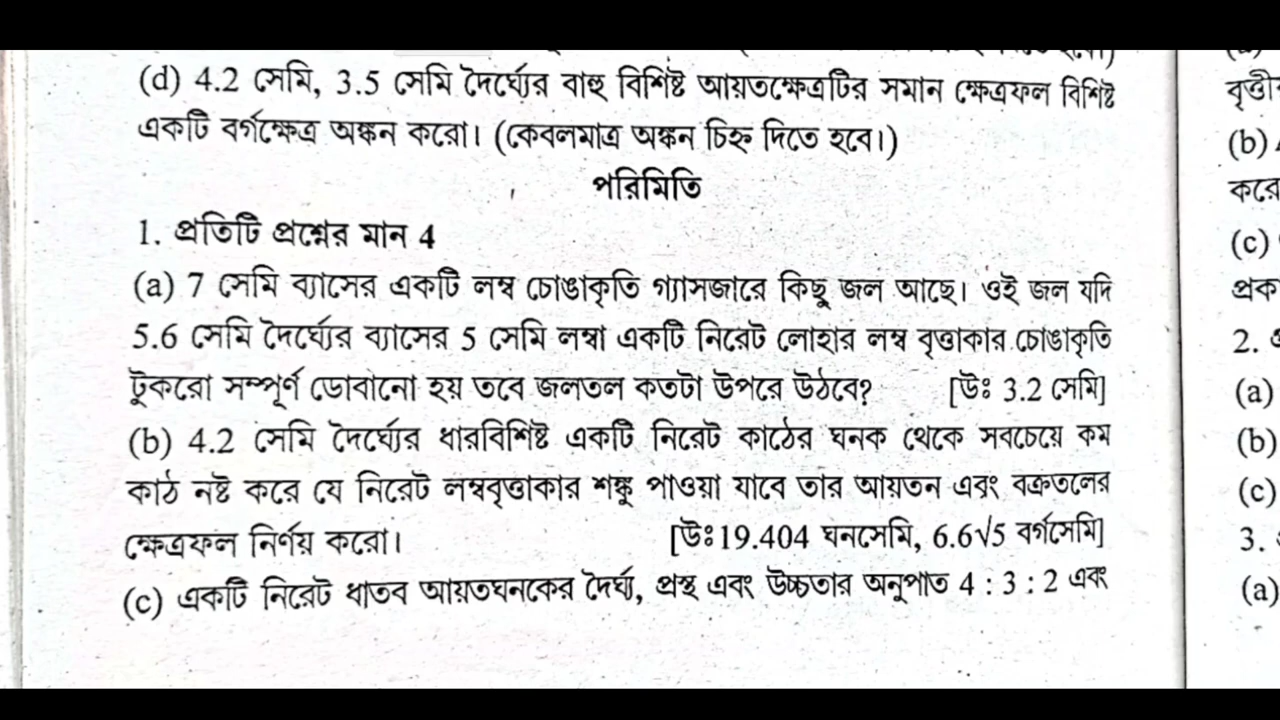 (d) 4.2 সেমি, 3.5 সেমি দৈর্ঘ্যের বাহু বিশিষ্ট আয়তক্ষেত্রটির সমান ক্ষেত্রফল বিশিষ্ট
একটি বর্গক্ষেত্র অঙ্কন করো। (কেবলমাত্র অঙ্কন চিহ্ন দিতে হবে।)
পরিমিতি
1. প্রতিটি প্রশ্নের মান 4
(a) 7 সেমি ব্যাসের একটি লম্ব চোঙাকৃতি গ্যাসজারে কিছু জল আছে। ওই জল যদি
5.6 সেমি দৈর্ঘ্যের ব্যাসের 5 সেমি লম্বা একটি নিরেট লোহার লম্ব বৃত্তাকার চোঙাকৃতি
টুকরো সম্পূর্ণ ডোবানো হয় তবে জলতল কতটা উপরে উঠবে? [উঃ 3.2 সেমি]
(b) 4.2 সেমি দৈর্ঘ্যের ধারবিশিষ্ট একটি নিরেট কাঠের ঘনক থেকে সবচেয়ে কম
কাঠ নষ্ট করে যে নিরেট লম্ববৃত্তাকার শঙ্কু পাওয়া যাবে তার আয়তন এবং বক্রতলের
ক্ষেত্রফল নির্ণয় করো। [উঃ19.404 ঘনসেমি, 6.6√5 বর্গসেমি]
(c) একটি নিরেট ধাতব আয়তঘনকের দৈর্ঘ্য, প্রস্থ এবং উচ্চতার অনুপাত 4 : 3 : 2 এবং
(b)
করে
(c)
প্রক
2.
(a)
(b)
(c)
3.
(a)